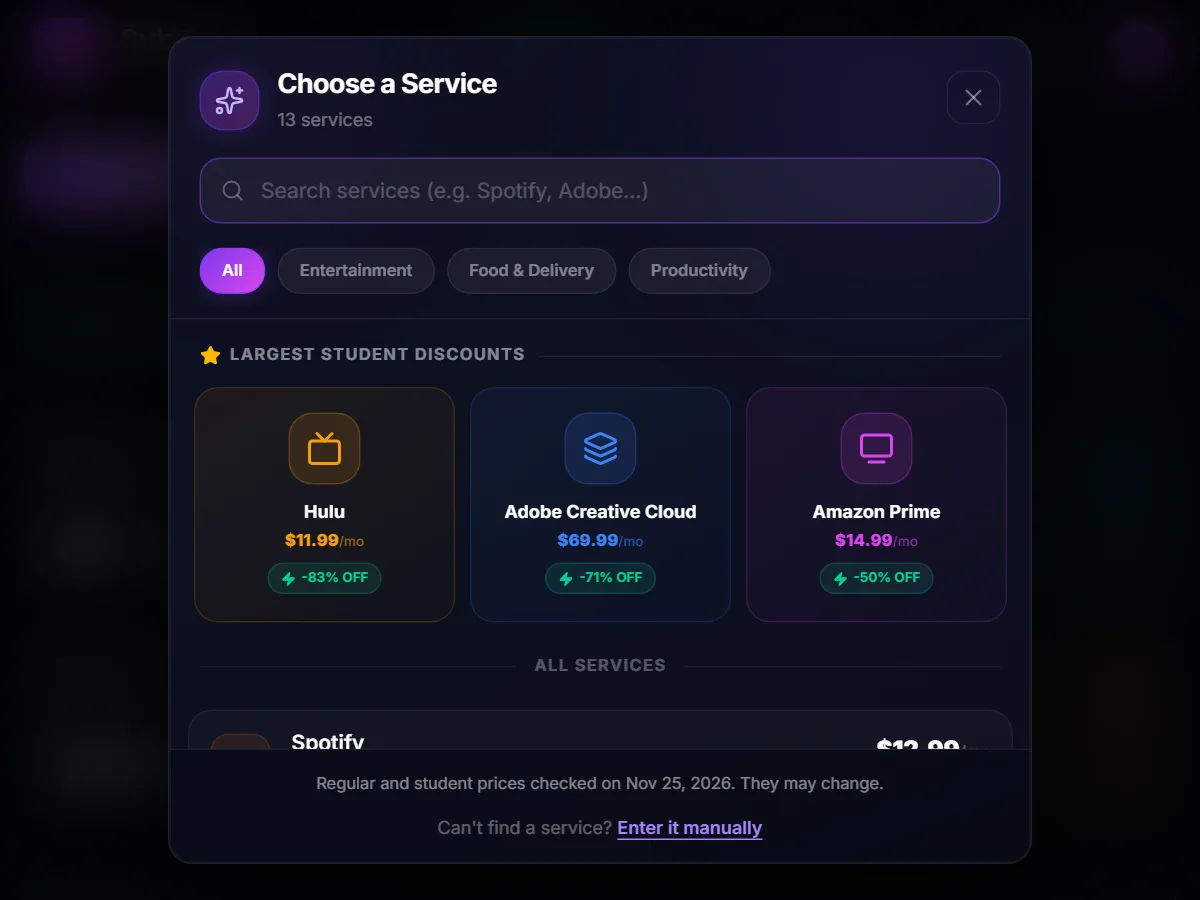 Choose a Service
13 services
Search services (e.g. Spotify, Adobe...)
All
Entertainment
Food & Delivery
Productivity
LARGEST STUDENT DISCOUNTS
Hulu
$11.99/mo
-83% OFF
Adobe Creative Cloud
$69.99/mo
-71% OFF
Amazon Prime
$14.99/mo
-50% OFF
ALL SERVICES
Spotify
$12.99
Regular and student prices checked on Nov 25, 2026. They may change.
Can't find a service? Enter it manually